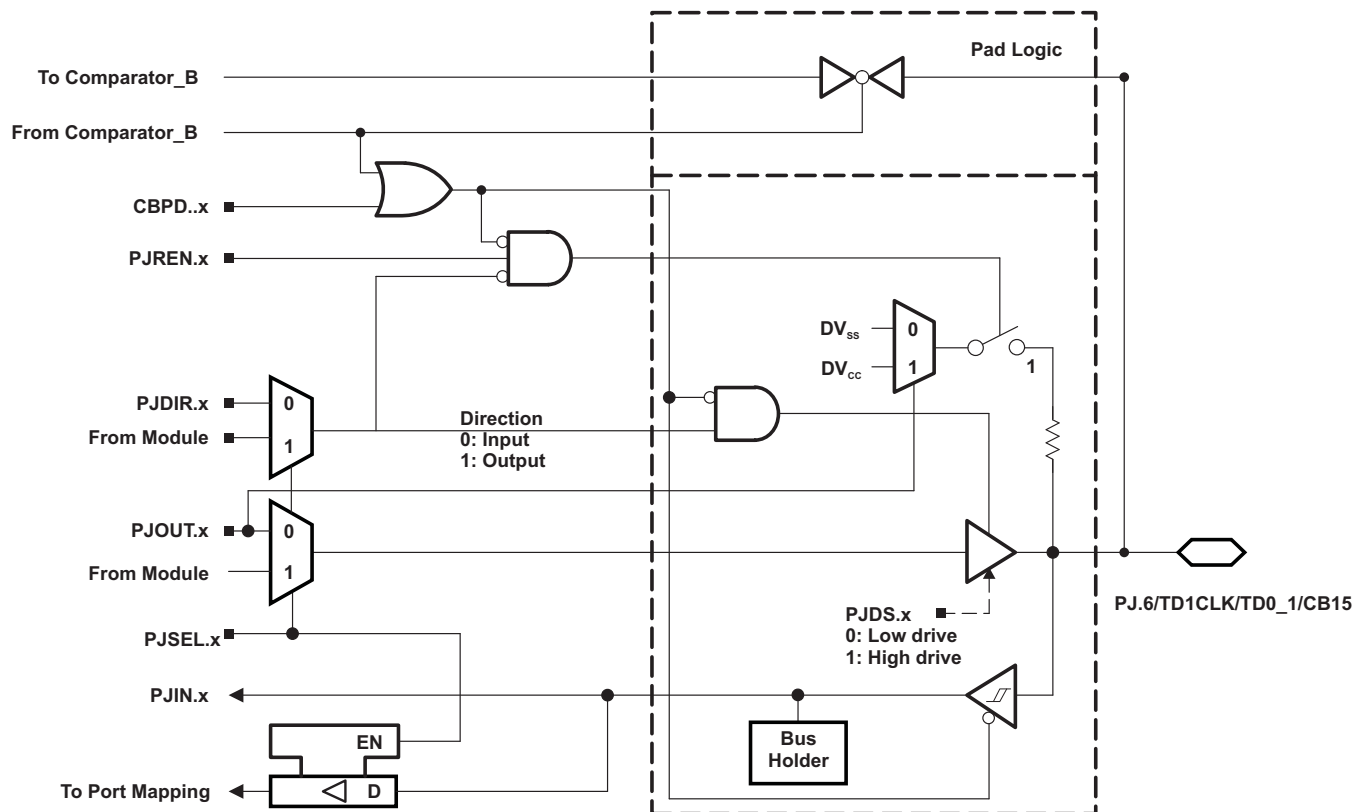 Pad Logic
To Comparator_B
From Comparator_B
CBPD..x
PJREN.x
DVSS
0
DVCC
1
1
PJDIR.x
0
From Module
1
Direction
0: Input
1: Output
PJOUT.x
0
From Module
1
PJSEL.x
PJDS.x
0: Low drive
1: High drive
PJ.6/TD1CLK/TD0_1/CB15
PJIN.x
EN
Bus
Holder
To Port Mapping
D